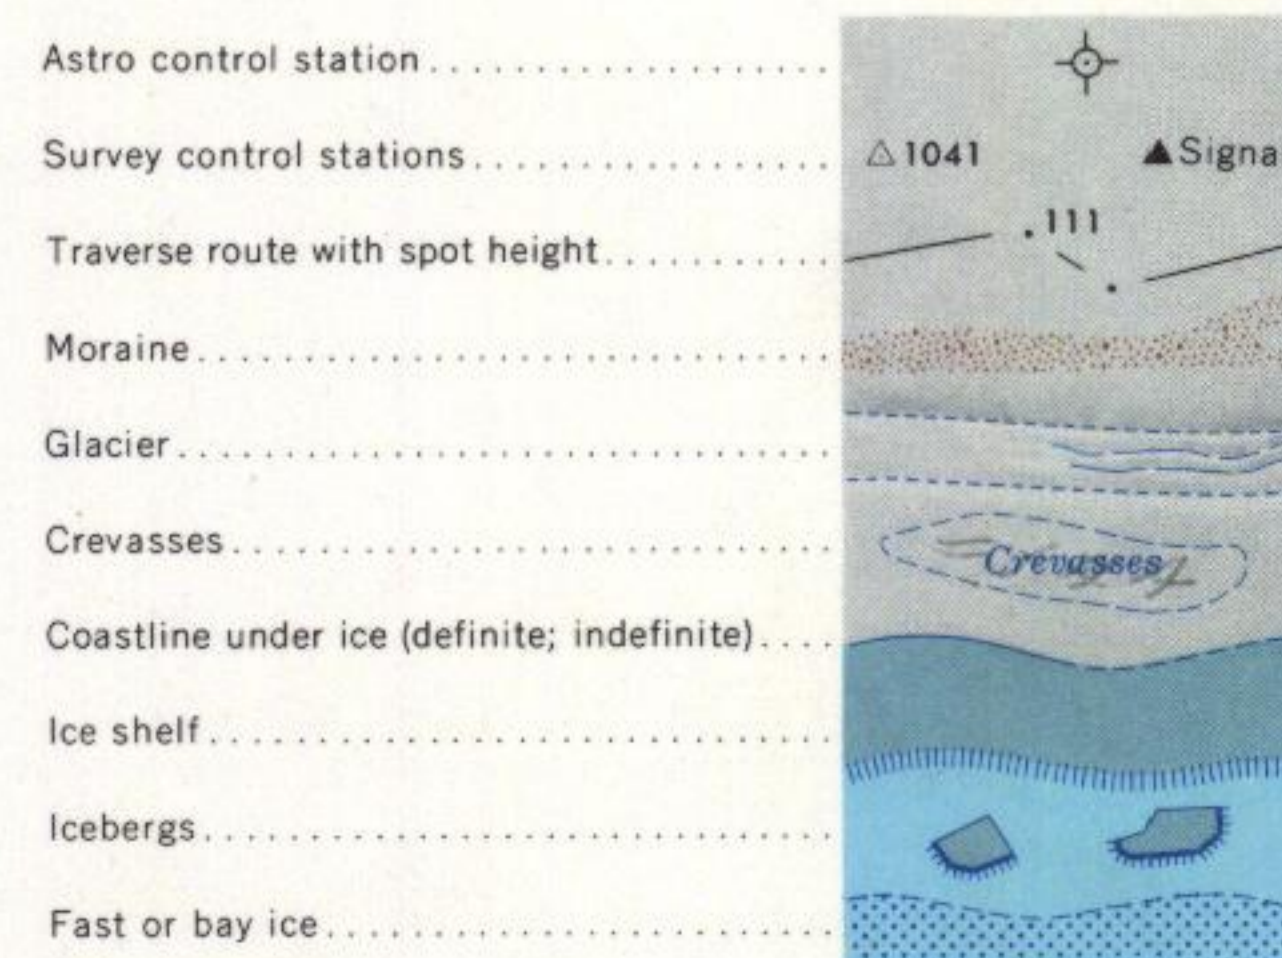 Astro control station
Survey control stations 1041
Traverse route with spot height 111
Moraine
Glacier
Crevasses Crevasses
Coastline under ice (definite; indefinite)
Ice shelf
Icebergs
Fast or bay ice